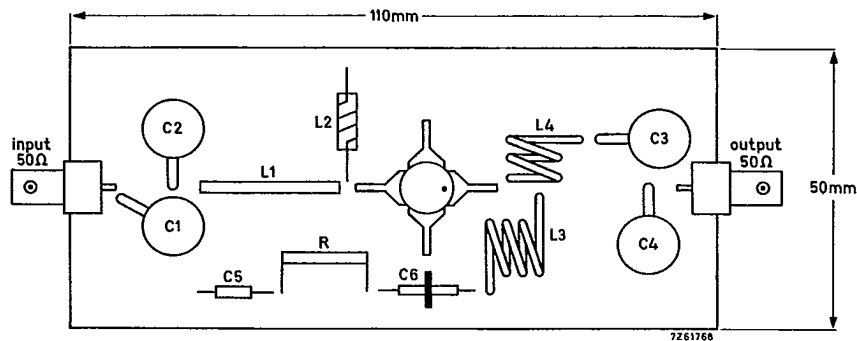 110mm
C2
L2
L4
C3
input
50Ω
output
50Ω
L1
50mm
C1
C4
L3
R
C5
C6
7Z61768